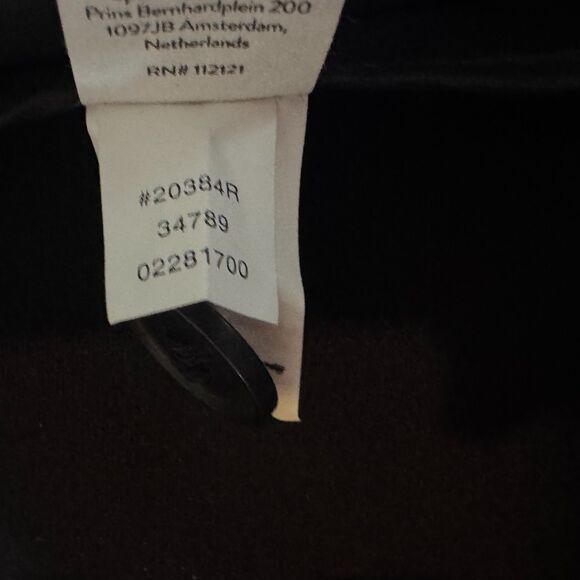 Prins Bernhardplein 200
1097JB Amsterdam,
Netherlands
RN# 112121
#20384R
34789
02281700